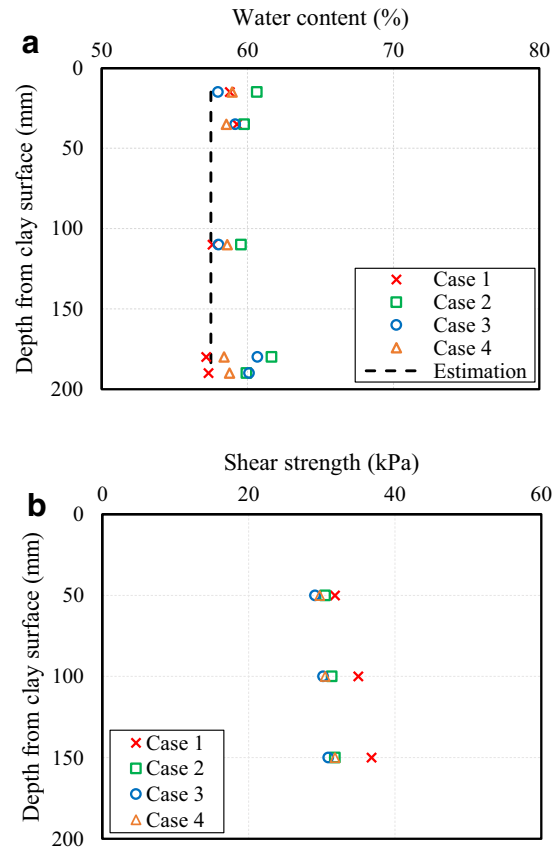 Water content (%)
a
50 60 70 80
Depth from clay surface (mm)
0
50
100
150
200
Case 1
Case 2
Case 3
Case 4
Estimation
Shear strength (kPa)
b
0 20 40 60
Depth from clay surface (mm)
0
50
100
150
200
Case 1
Case 2
Case 3
Case 4